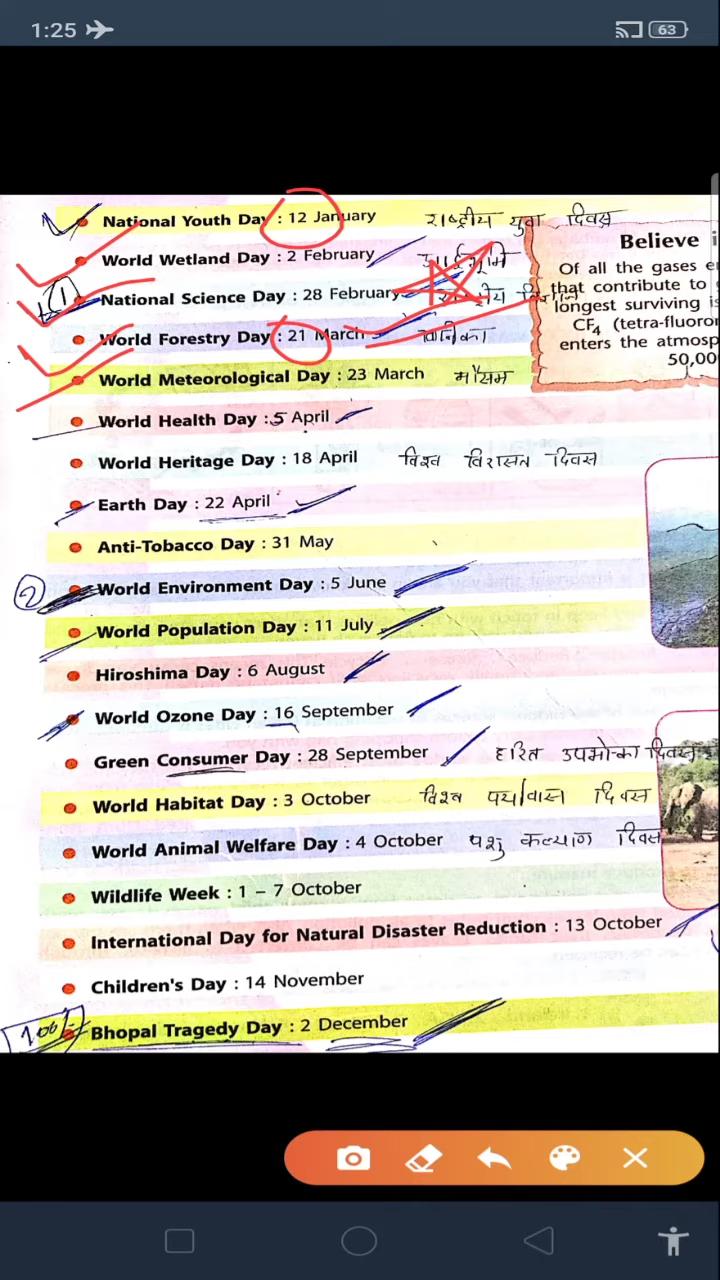 1:25
63
National Youth Day : 12 January राष्ट्रीय युवा दिवस
World Wetland Day : 2 February
National Science Day : 28 February
World Forestry Day : 21 March
World Meteorological Day : 23 March मौसम
World Health Day : 5 April
World Heritage Day : 18 April विश्व विरासत दिवस
Earth Day : 22 April
Anti-Tobacco Day : 31 May
World Environment Day : 5 June
World Population Day : 11 July
Hiroshima Day : 6 August
World Ozone Day : 16 September
Green Consumer Day : 28 September हरित उपभोक्ता दिवस
World Habitat Day : 3 October विश्व पर्यावास दिवस
World Animal Welfare Day : 4 October पशु कल्याण दिवस
Wildlife Week : 1 – 7 October
International Day for Natural Disaster Reduction : 13 October
Children's Day : 14 November
100% Bhopal Tragedy Day : 2 December
Believe i
Of all the gases e
that contribute to
longest surviving i
CF4 (tetra-fluoro
enters the atmosp
50,00
1
2